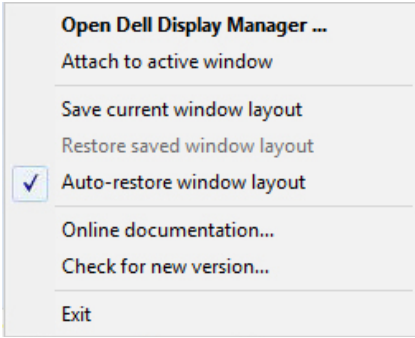 Open Dell Display Manager ...
Attach to active window
Save current window layout
Restore saved window layout
Auto-restore window layout
Online documentation...
Check for new version...
Exit